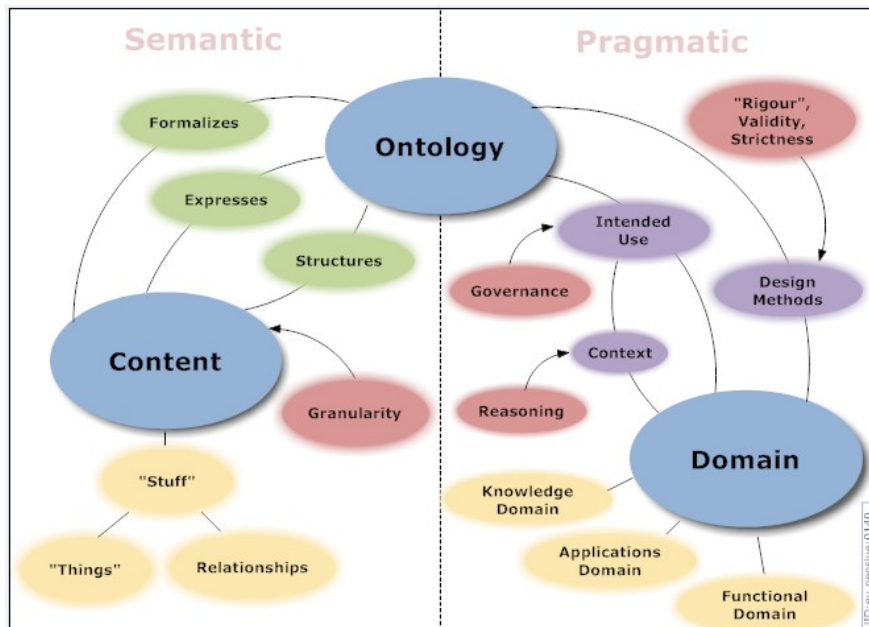 Semantic
Pragmatic
Formalizes
Ontology
"Rigour",
Validity,
Strictness
Expresses
Intended
Use
Structures
Governance
Design
Methods
Content
Context
Granularity
Reasoning
Domain
"Stuff"
Knowledge
Domain
"Things"
Relationships
Applications
Domain
Functional
Domain